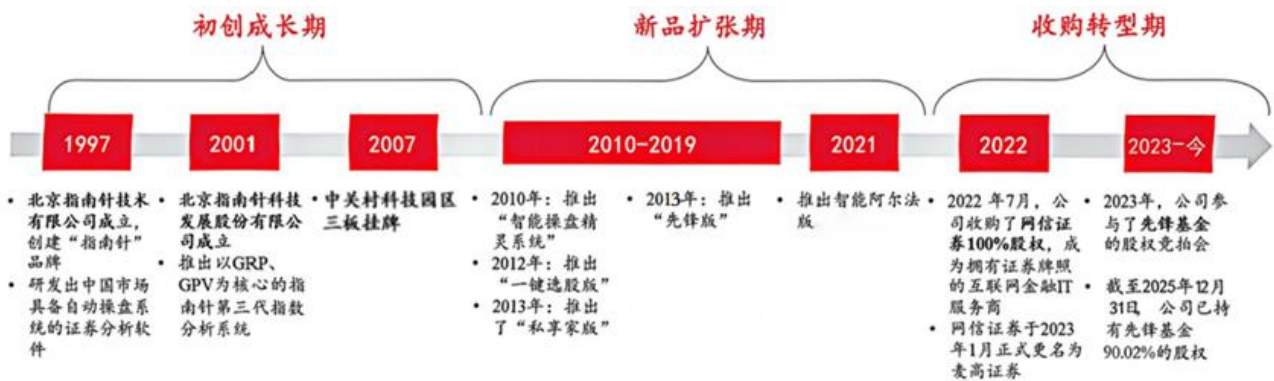 初创成长期
新品扩张期
收购转型期
1997
2001
2007
2010-2019
2021
2022
2023-今
• 北京指南针技术
有限公司成立，
创建“指南针”
品牌
• 研发出中国市场
具备自动操盘系
统的证券分析软
件
• 北京指南针科技
发展股份有限公
司成立
• 推出以GRP、
GPV为核心的指
南针第三代指数
分析系统
• 中关村科技园区
三板挂牌
• 2010年：推出
“智能操盘精
灵系统”
• 2012年：推出
“一键选股版”
• 2013年：推出
了“私享家版”
• 2013年：推出
“先锋版”
• 推出智能阿尔法
版
• 2022 年7月，公
司收购了网信证
券100%股权，成
为拥有证券牌照
的互联网金融IT
服务商
• 网信证券于2023
年1月正式更名为
麦高证券
• 2023年，公司参
与了先锋基金
的股权竞拍会
• 截至2025年12月
31日，公司已持
有先锋基金
90.02%的股权